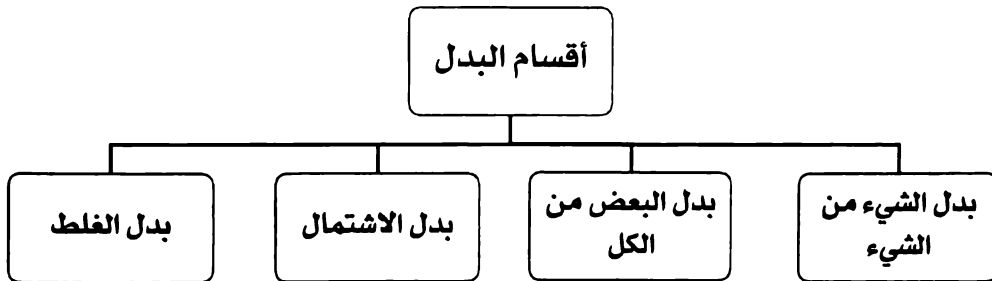 أقسام البدل
بدل الشيء من
الشيء
بدل البعض من
الكل
بدل الاشتمال
بدل الغلط